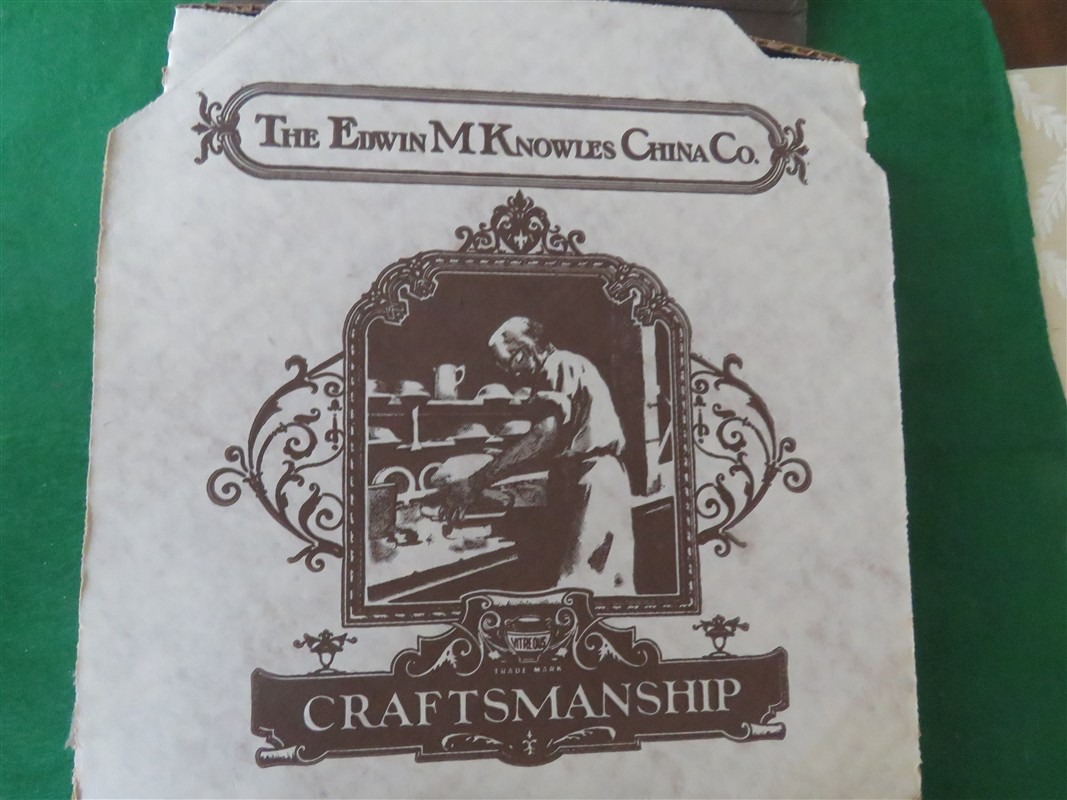 THE EDWIN M KNOWLES CHINA CO.
VITREOUS
TRADE MARK
CRAFTSMANSHIP